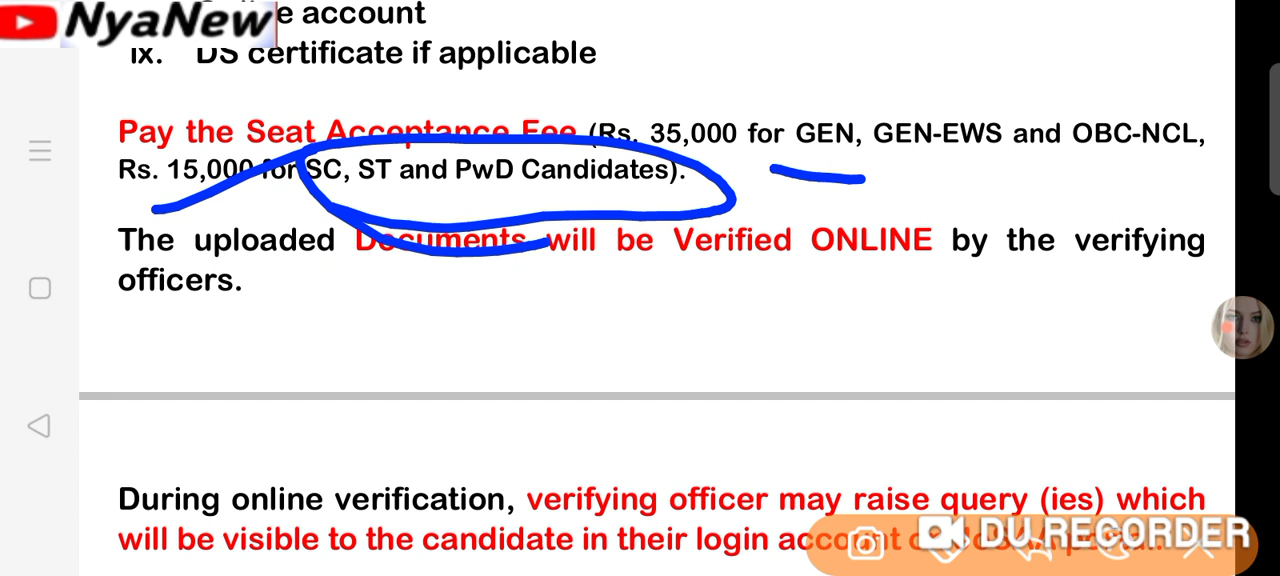 NyaNew
e account
ix. DS certificate if applicable
Pay the Seat Acceptance Fee (Rs. 35,000 for GEN, GEN-EWS and OBC-NCL,
Rs. 15,000 for SC, ST and PwD Candidates).
The uploaded Documents will be Verified ONLINE by the verifying
officers.
During online verification, verifying officer may raise query (ies) which
will be visible to the candidate in their login account
DU RECORDER